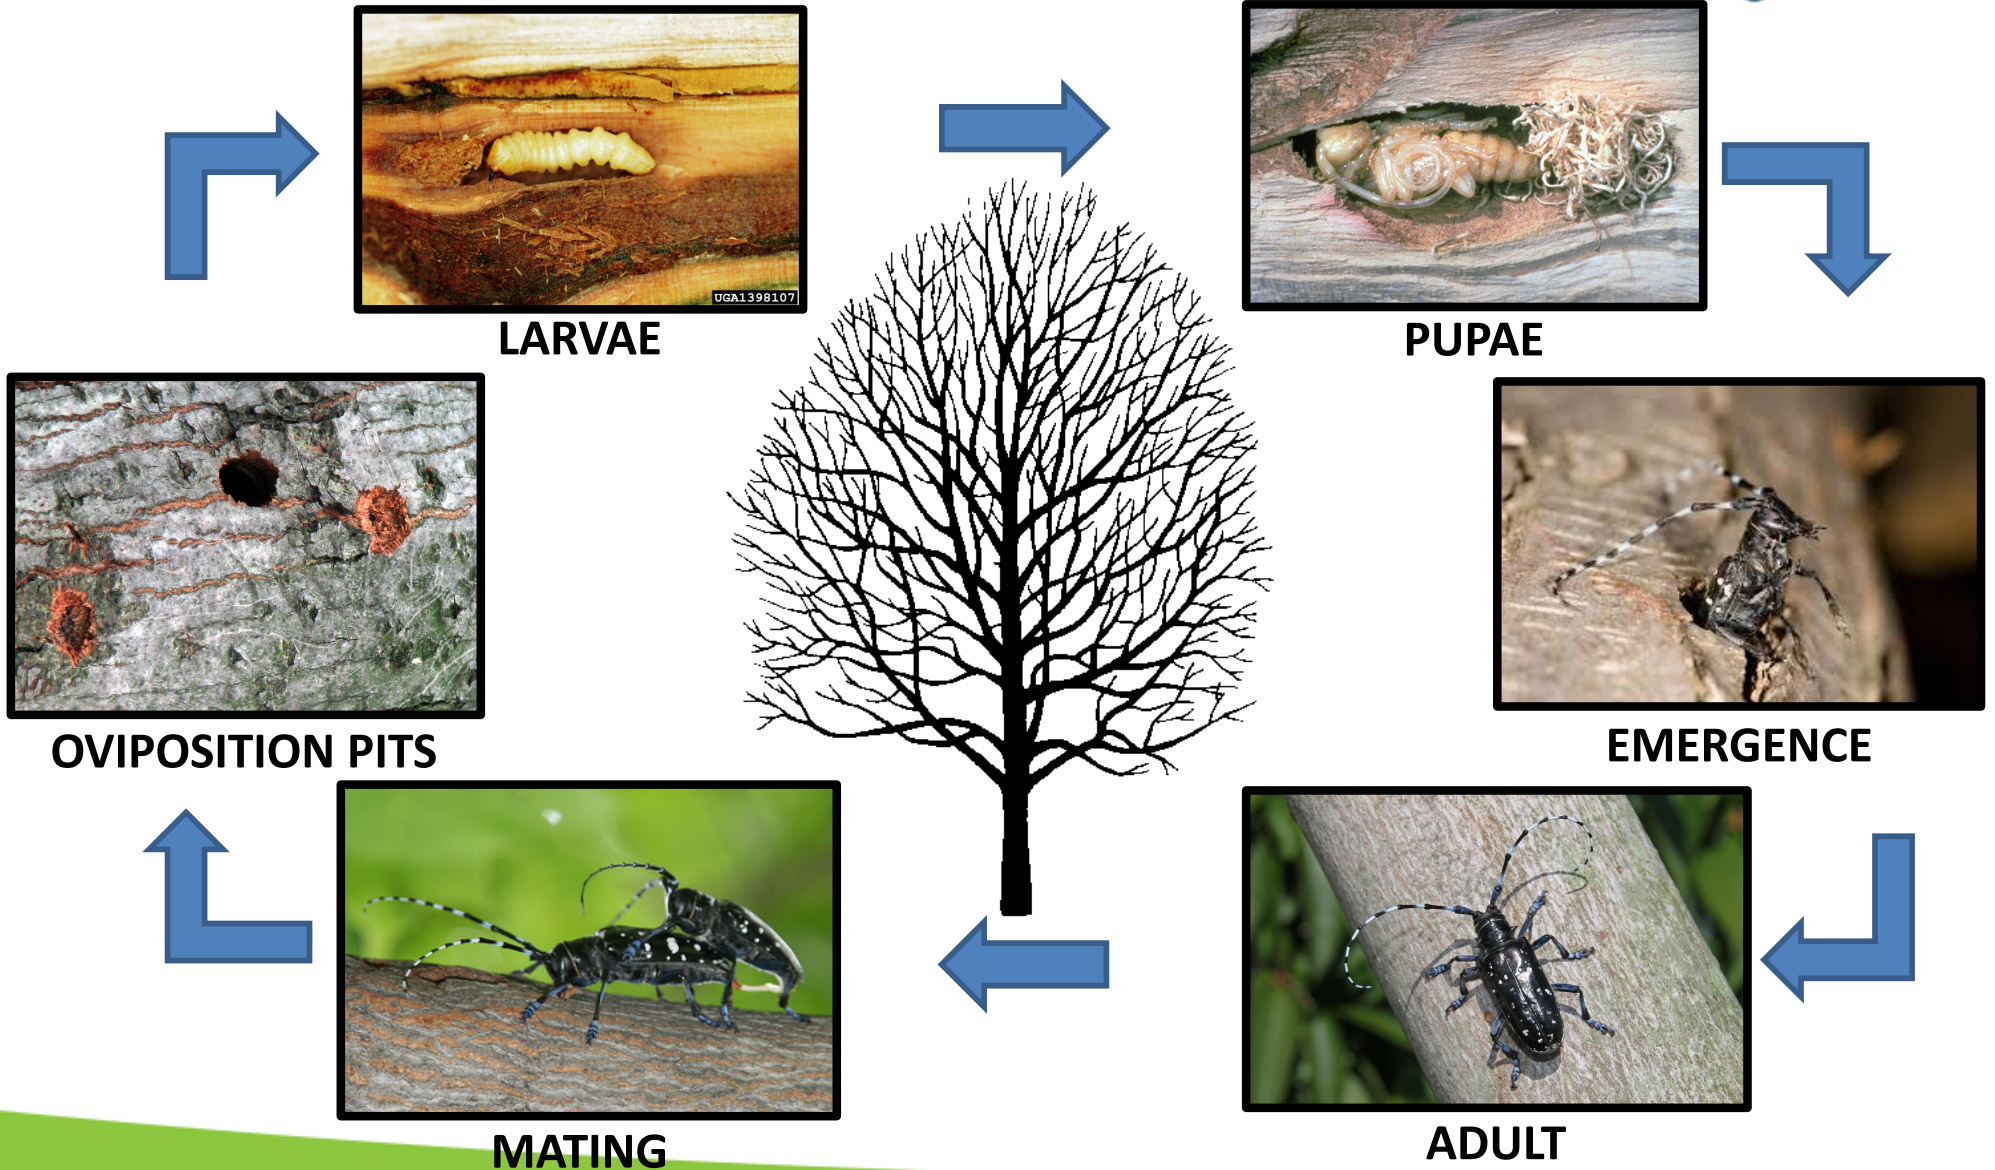 UGA1398107
LARVAE
PUPAE
OVIPOSITION PITS
EMERGENCE
MATING
ADULT